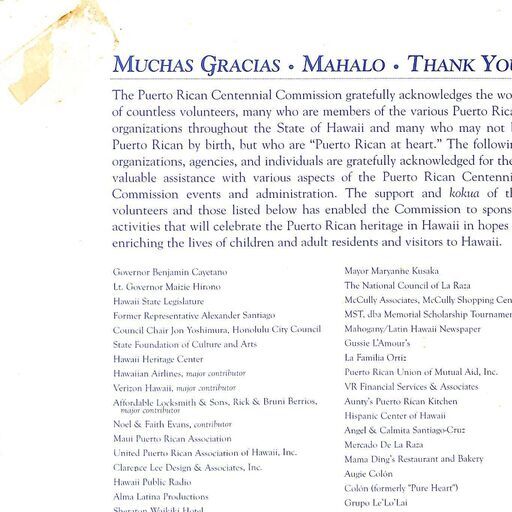 MUCHAS GRACIAS • MAHALO • THANK YOU
The Puerto Rican Centennial Commission gratefully acknowledges the wo
of countless volunteers, many who are members of the various Puerto Rica
organizations throughout the State of Hawaii and many who may not b
Puerto Rican by birth, but who are "Puerto Rican at heart." The followin
organizations, agencies, and individuals are gratefully acknowledged for the
valuable assistance with various aspects of the Puerto Rican Centenni
Commission events and administration. The support and kokua of th
volunteers and those listed below has enabled the Commission to spons
activities that will celebrate the Puerto Rican heritage in Hawaii in hopes
enriching the lives of children and adult residents and visitors to Hawaii.
Governor Benjamin Cayetano
Lt. Governor Maizie Hirono
Hawaii State Legislature
Former Representative Alexander Santiago
Council Chair Jon Yoshimura, Honolulu City Council
State Foundation of Culture and Arts
Hawaii Heritage Center
Hawaiian Airlines, major contributor
Verizon Hawaii, major contributor
Affordable Locksmith & Sons, Rick & Bruni Berrios,
major contributor
Noel & Faith Evans, contributor
Maui Puerto Rican Association
United Puerto Rican Association of Hawaii, Inc.
Clarence Lee Design & Associates, Inc.
Hawaii Public Radio
Alma Latina Productions
Sheraton Waikiki Hotel
Mayor Maryanne Kusaka
The National Council of La Raza
McCully Associates, McCully Shopping Cen
MST, dba Memorial Scholarship Tourname
Mahogany/Latin Hawaii Newspaper
Gussie L'Amour's
La Familia Ortiz
Puerto Rican Union of Mutual Aid, Inc.
VR Financial Services & Associates
Aunty's Puerto Rican Kitchen
Hispanic Center of Hawaii
Angel & Calmita Santiago-Cruz
Mercado De La Raza
Mama Ding's Restaurant and Bakery
Augie Colón
Colón (formerly "Pure Heart")
Grupo Le'Lo'Lai